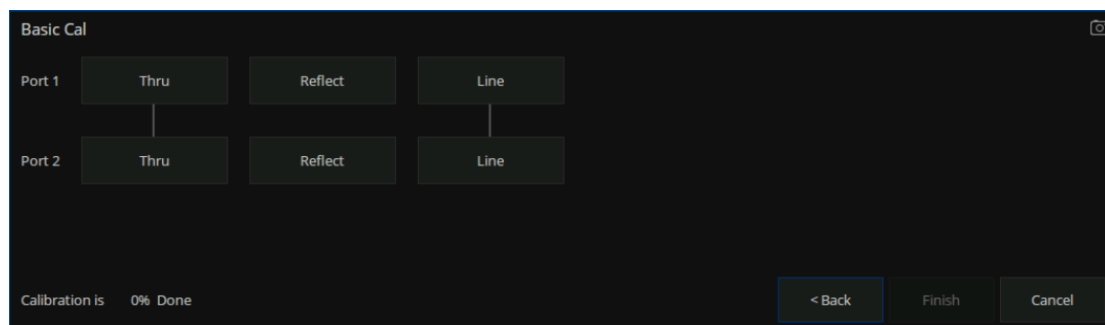 Basic Cal
Port 1 Thru Reflect Line
Port 2 Thru Reflect Line
Calibration is 0% Done < Back Finish Cancel